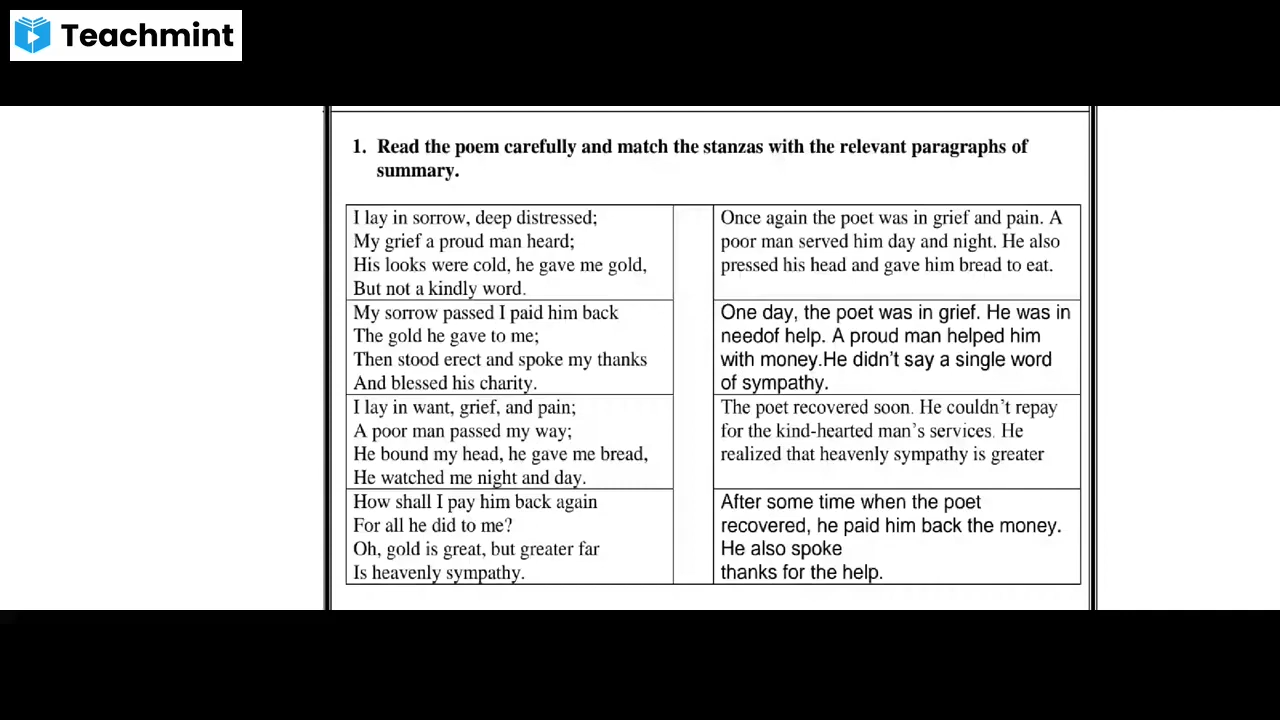 Teachmint
1. Read the poem carefully and match the stanzas with the relevant paragraphs of
summary.
I lay in sorrow, deep distressed;
My grief a proud man heard;
His looks were cold, he gave me gold,
But not a kindly word.
Once again the poet was in grief and pain. A
poor man served him day and night. He also
pressed his head and gave him bread to eat.
My sorrow passed I paid him back
The gold he gave to me;
Then stood erect and spoke my thanks
And blessed his charity.
One day, the poet was in grief. He was in
needof help. A proud man helped him
with money.He didn't say a single word
of sympathy.
I lay in want, grief, and pain;
A poor man passed my way;
He bound my head, he gave me bread,
He watched me night and day.
The poet recovered soon. He couldn't repay
for the kind-hearted man's services. He
realized that heavenly sympathy is greater
How shall I pay him back again
For all he did to me?
Oh, gold is great, but greater far
Is heavenly sympathy.
After some time when the poet
recovered, he paid him back the money.
He also spoke
thanks for the help.